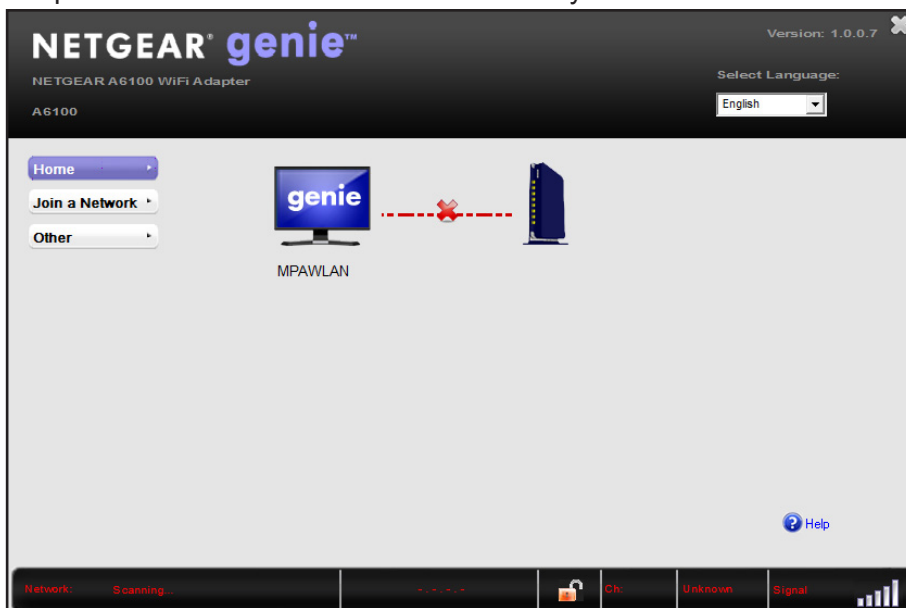 NETGEAR® genie™
Version: 1.0.0.7
NETGEAR A6100 WiFi Adapter
Select Language:
A6100
English
Home
Join a Network
Other
genie
MPAWLAN
? Help
Network: Scanning... -.-.-.- Ch: Unknown Signal